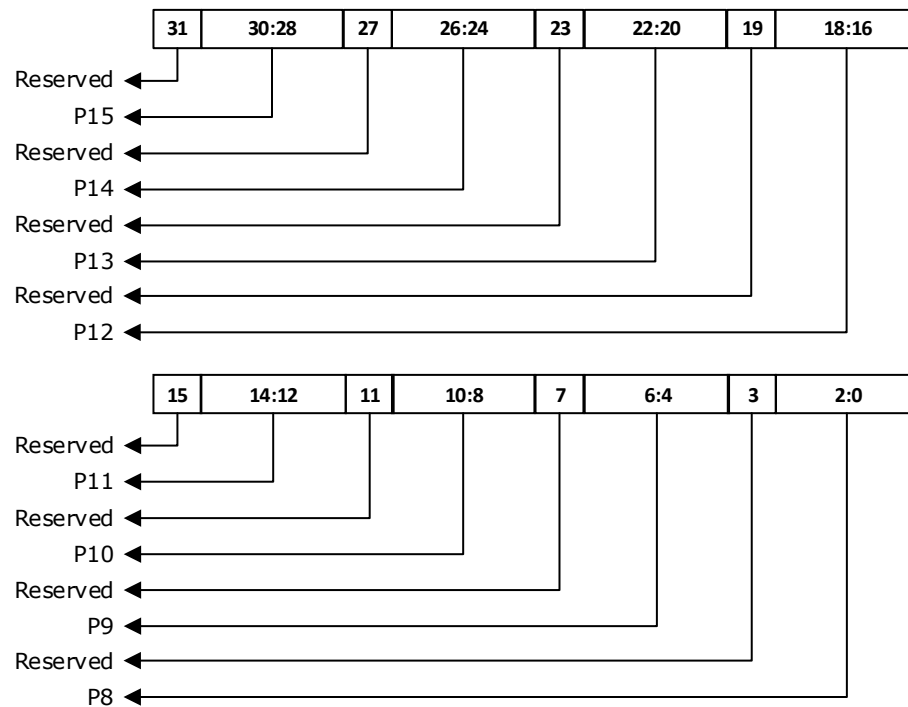 31 30:28 27 26:24 23 22:20 19 18:16
Reserved
P15
Reserved
P14
Reserved
P13
Reserved
P12
15 14:12 11 10:8 7 6:4 3 2:0
Reserved
P11
Reserved
P10
Reserved
P9
Reserved
P8